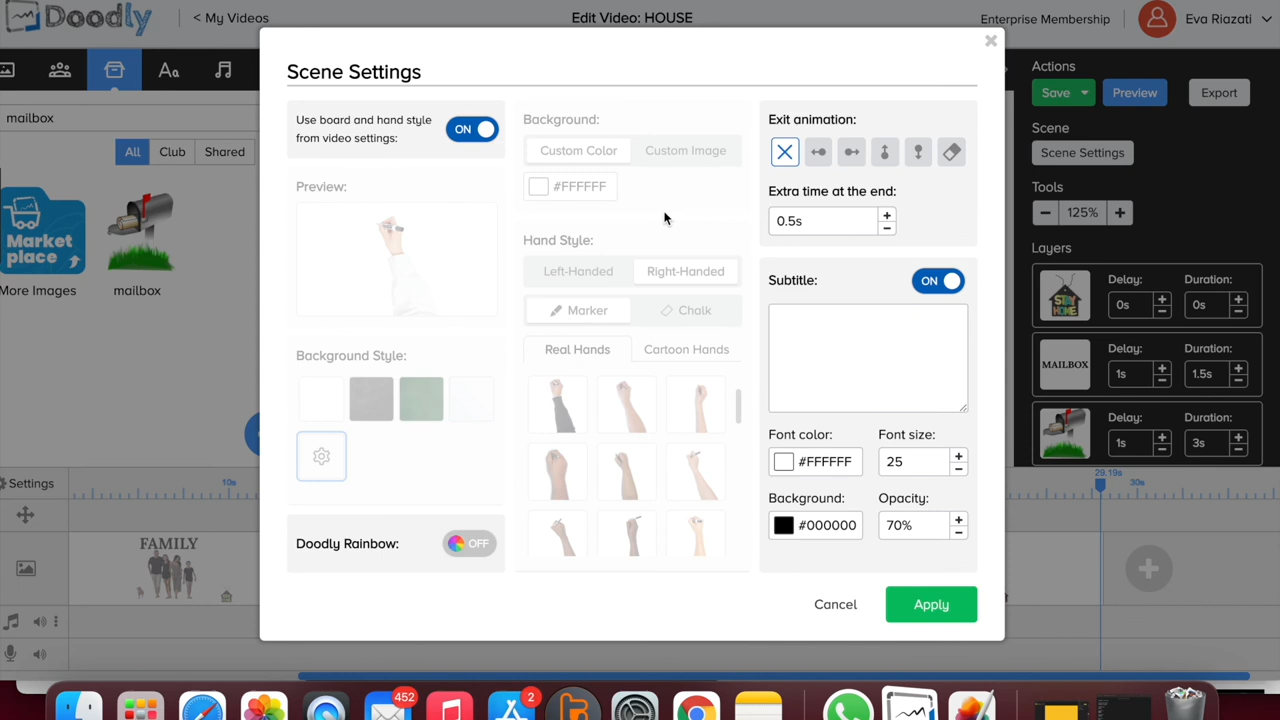 Doodly
< My Videos
Edit Video: HOUSE
Enterprise Membership
Eva Riazati
Aa
mailbox
All
Club
Shared
Market
place
More Images
mailbox
Settings
10s
FAMILY
Scene Settings
Use board and hand style
from video settings:
ON
Preview:
Background Style:
Doodly Rainbow:
OFF
Background:
Custom Color
Custom Image
#FFFFFF
Hand Style:
Left-Handed
Right-Handed
Marker
Chalk
Real Hands
Cartoon Hands
Exit animation:
Extra time at the end:
0.5s
Subtitle:
ON
Font color:
Font size:
#FFFFFF
25
Background:
Opacity:
#000000
70%
Cancel
Apply
Actions
Save
Preview
Export
Scene
Scene Settings
Tools
125%
Layers
STAY
HOME
Delay:
Duration:
0s
0s
MAILBOX
Delay:
Duration:
1s
1.5s
Delay:
Duration:
1s
3s
29.19s
30s
452
2